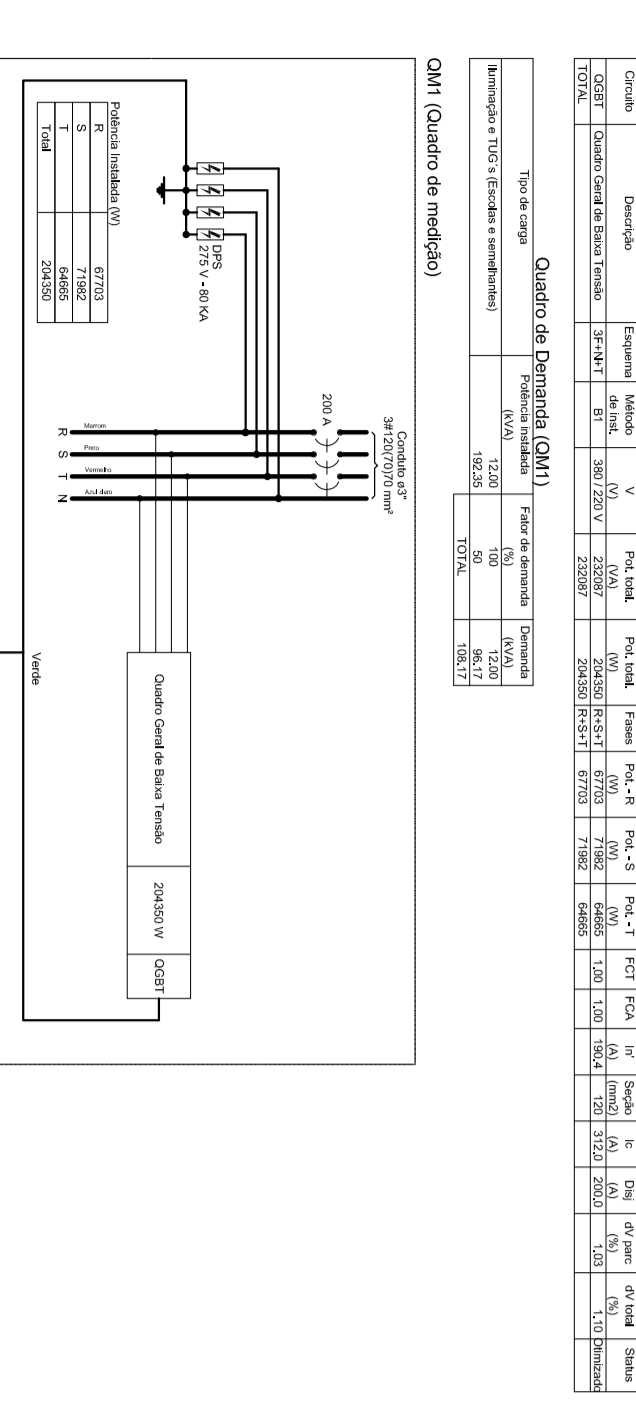 Circuito Descrição Esquema Método de inst. V (V) Pot. total. (VA) Pot. total. (W) Fases Pot. - R (W) Pot. - S (W) Pot. - T (W) FCT FCA In' (A) Seção (mm2) Ic (A) Disj (A) dV parc (%) dV total (%) Status
QGBT Quadro Geral de Baixa Tensão 3F+N+T B1 380 / 220 V 232087 204350 R+S+T 67703 71982 64665 1.00 1.00 190.4 120 312.0 200.0 1.03 1.10 Otimizado
TOTAL 232087 204350 R+S+T 67703 71982 64665
Quadro de Demanda (QM1)
Tipo de carga Potência instalada (kVA) Fator de demanda (%) Demanda (kVA)
Iluminação e TUG's (Escolas e semelhantes) 12.00 100 12.00
192.35 50 96.17
TOTAL 108.17
QM1 (Quadro de medição)
Conduto ø3"
3#120(70)70 mm²
200 A
DPS
275 V - 80 KA
Marrom
Preto
Vermelho
Azul claro
R
S
T
N
Quadro Geral de Baixa Tensão 204350 W QGBT
Potência Instalada (W)
R 67703
S 71982
T 64665
Total 204350
Verde